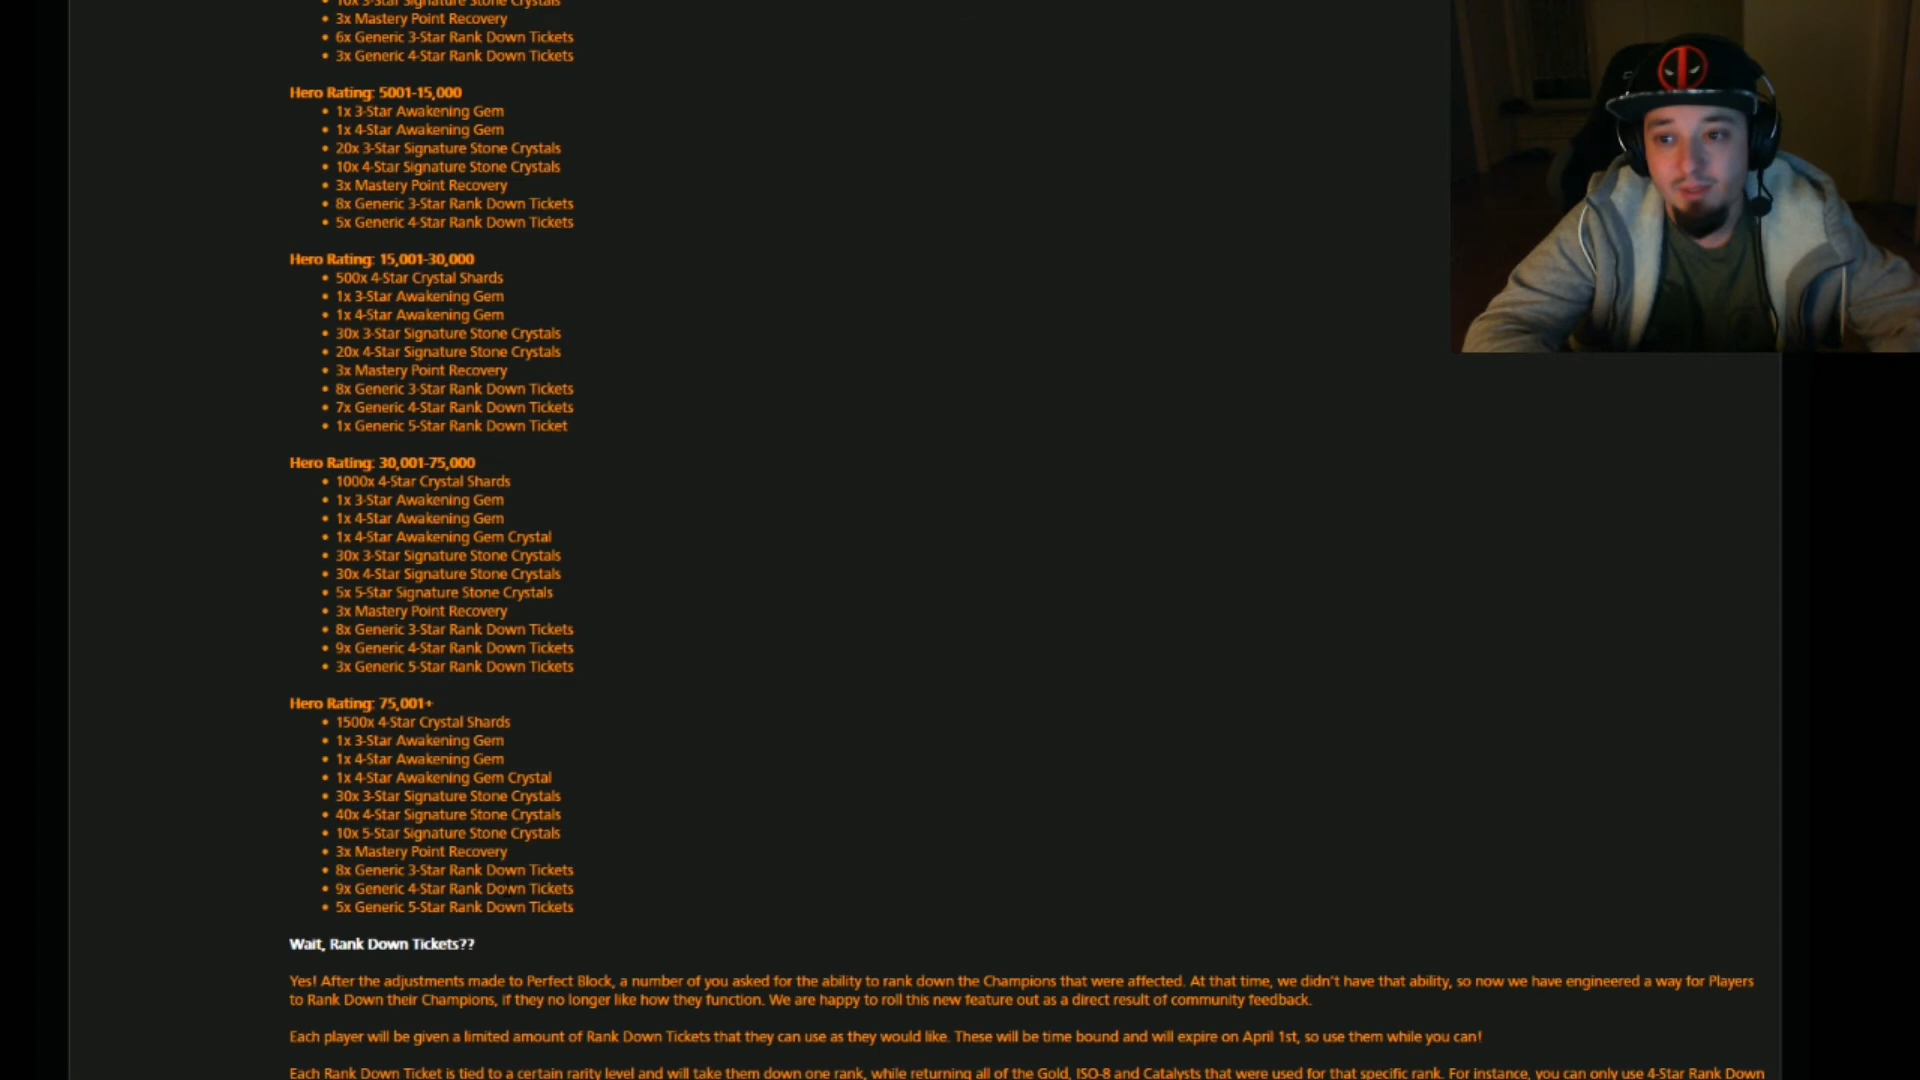 10x 3-Star Signature Stone Crystals
3x Mastery Point Recovery
6x Generic 3-Star Rank Down Tickets
3x Generic 4-Star Rank Down Tickets
Hero Rating: 5001-15,000
1x 3-Star Awakening Gem
1x 4-Star Awakening Gem
20x 3-Star Signature Stone Crystals
10x 4-Star Signature Stone Crystals
3x Mastery Point Recovery
8x Generic 3-Star Rank Down Tickets
5x Generic 4-Star Rank Down Tickets
Hero Rating: 15,001-30,000
500x 4-Star Crystal Shards
1x 3-Star Awakening Gem
1x 4-Star Awakening Gem
30x 3-Star Signature Stone Crystals
20x 4-Star Signature Stone Crystals
3x Mastery Point Recovery
8x Generic 3-Star Rank Down Tickets
7x Generic 4-Star Rank Down Tickets
1x Generic 5-Star Rank Down Ticket
Hero Rating: 30,001-75,000
1000x 4-Star Crystal Shards
1x 3-Star Awakening Gem
1x 4-Star Awakening Gem
1x 4-Star Awakening Gem Crystal
30x 3-Star Signature Stone Crystals
30x 4-Star Signature Stone Crystals
5x 5-Star Signature Stone Crystals
3x Mastery Point Recovery
8x Generic 3-Star Rank Down Tickets
9x Generic 4-Star Rank Down Tickets
3x Generic 5-Star Rank Down Tickets
Hero Rating: 75,001+
1500x 4-Star Crystal Shards
1x 3-Star Awakening Gem
1x 4-Star Awakening Gem
1x 4-Star Awakening Gem Crystal
30x 3-Star Signature Stone Crystals
40x 4-Star Signature Stone Crystals
10x 5-Star Signature Stone Crystals
3x Mastery Point Recovery
8x Generic 3-Star Rank Down Tickets
9x Generic 4-Star Rank Down Tickets
5x Generic 5-Star Rank Down Tickets
Wait, Rank Down Tickets??
Yes! After the adjustments made to Perfect Block, a number of you asked for the ability to rank down the Champions that were affected. At that time, we didn't have that ability, so now we have engineered a way for Players
to Rank Down their Champions, if they no longer like how they function. We are happy to roll this new feature out as a direct result of community feedback.
Each player will be given a limited amount of Rank Down Tickets that they can use as they would like. These will be time bound and will expire on April 1st, so use them while you can!
Each Rank Down Ticket is tied to a certain rarity level and will take them down one rank, while returning all of the Gold, ISO-8 and Catalysts that were used for that specific rank. For instance, you can only use 4-Star Rank Down